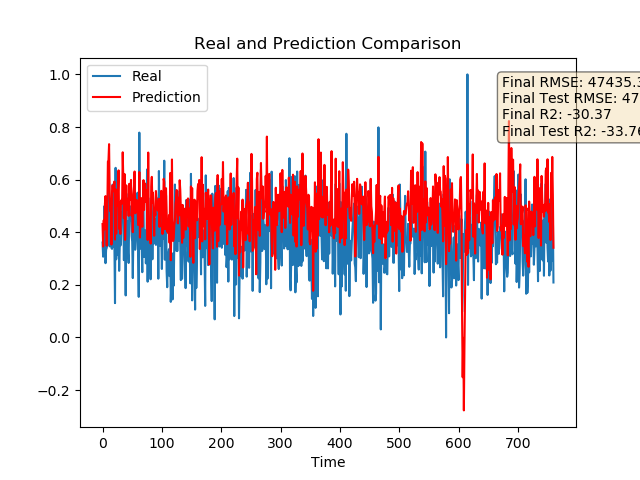 Real and Prediction Comparison
Real
Prediction
Final RMSE: 47435.
Final Test RMSE: 47
Final R2: -30.37
Final Test R2: -33.76
1.0
0.8
0.6
0.4
0.2
0.0
−0.2
0 100 200 300 400 500 600 700
Time